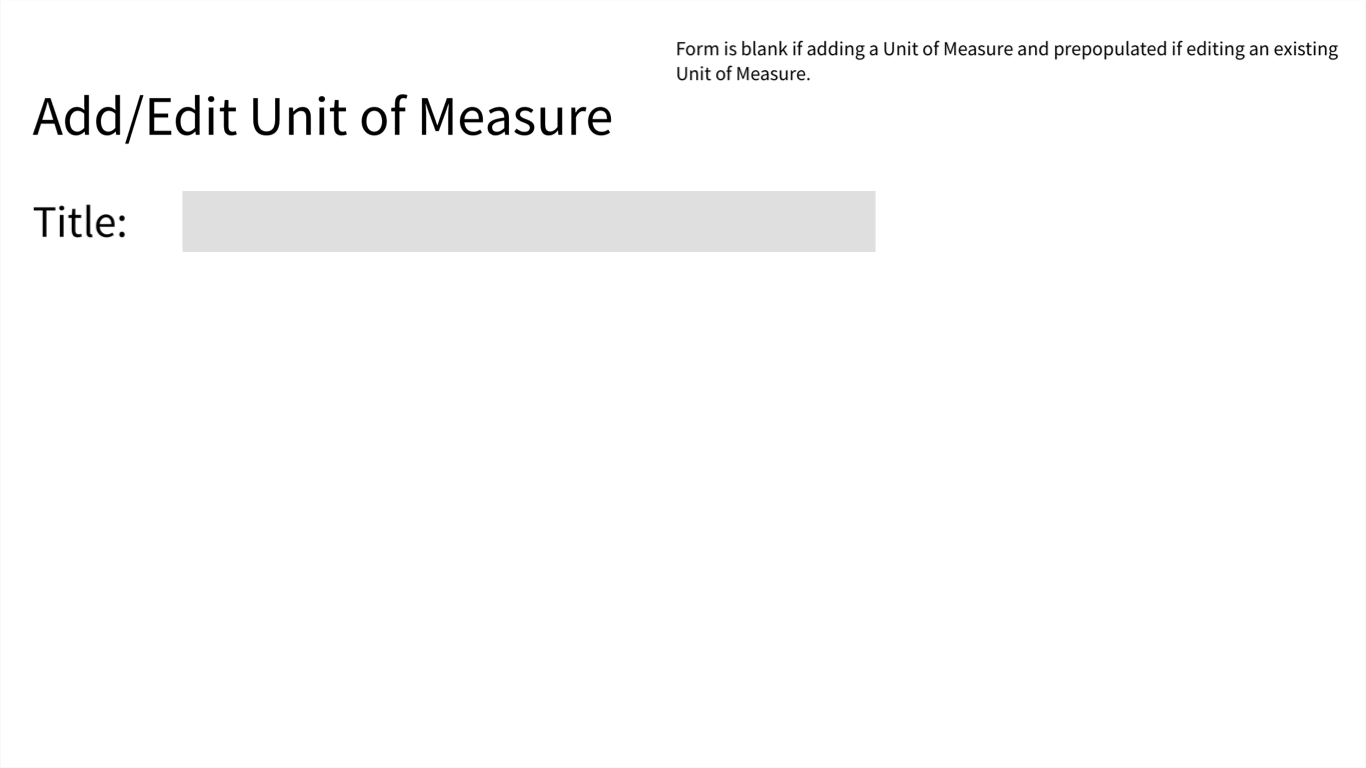 Form is blank if adding a Unit of Measure and prepopulated if editing an existing
Unit of Measure.
Add/Edit Unit of Measure
Title: